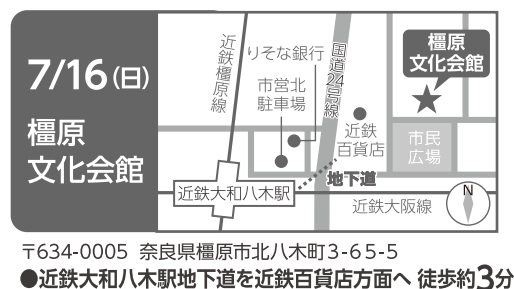 7/16(日)
橿原
文化会館
近鉄橿原線
りそな銀行
市営北
駐車場
国道24号線
近鉄
百貨店
橿原
文化会館
市民
広場
地下道
近鉄大和八木駅
近鉄大阪線
N
〒634-0005 奈良県橿原市北八木町3-65-5
●近鉄大和八木駅地下道を近鉄百貨店方面へ 徒歩約3分